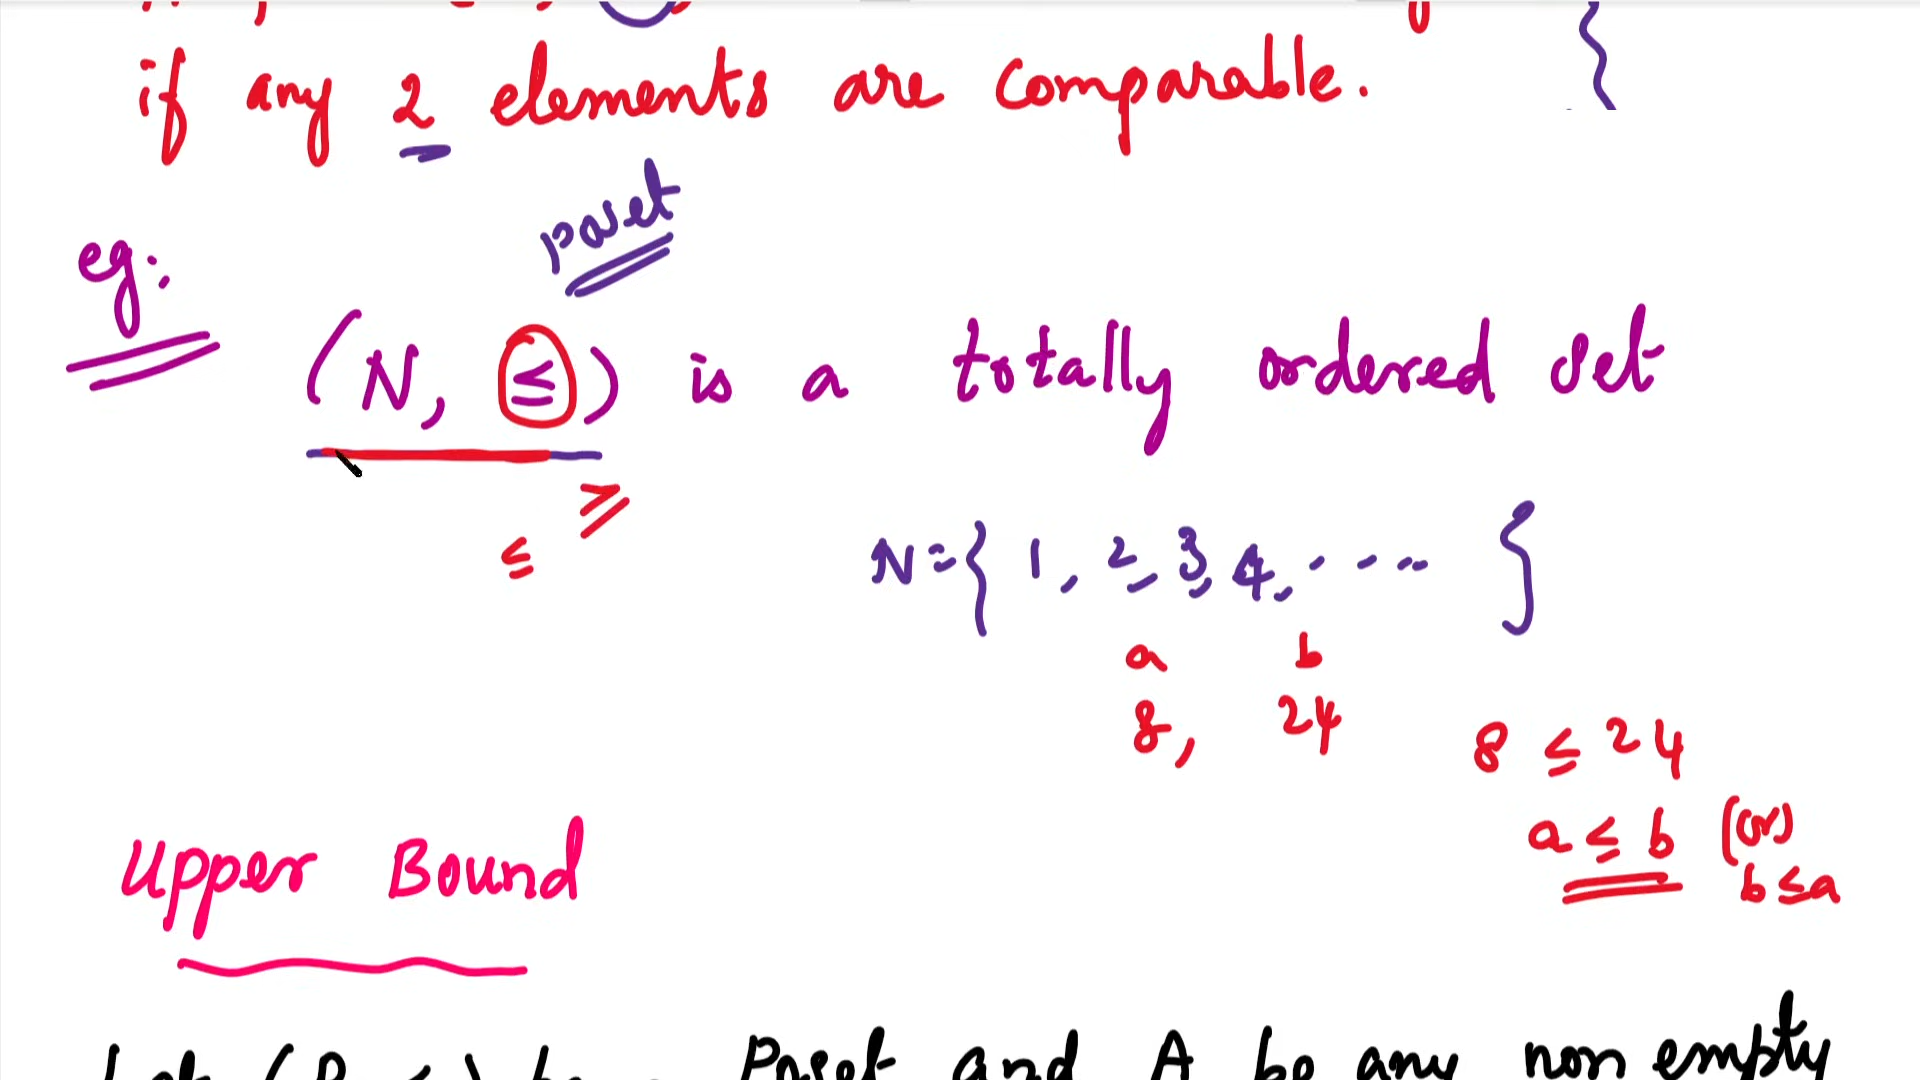 if any 2 elements are comparable.
poset
eg:
(N, ≤) is a totally ordered set
≥
≤
N = { 1, 2, 3, 4, ..... }
a b
8, 24
8 ≤ 24
a ≤ b (or)
b ≤ a
Upper Bound
Poset and A be any non empty